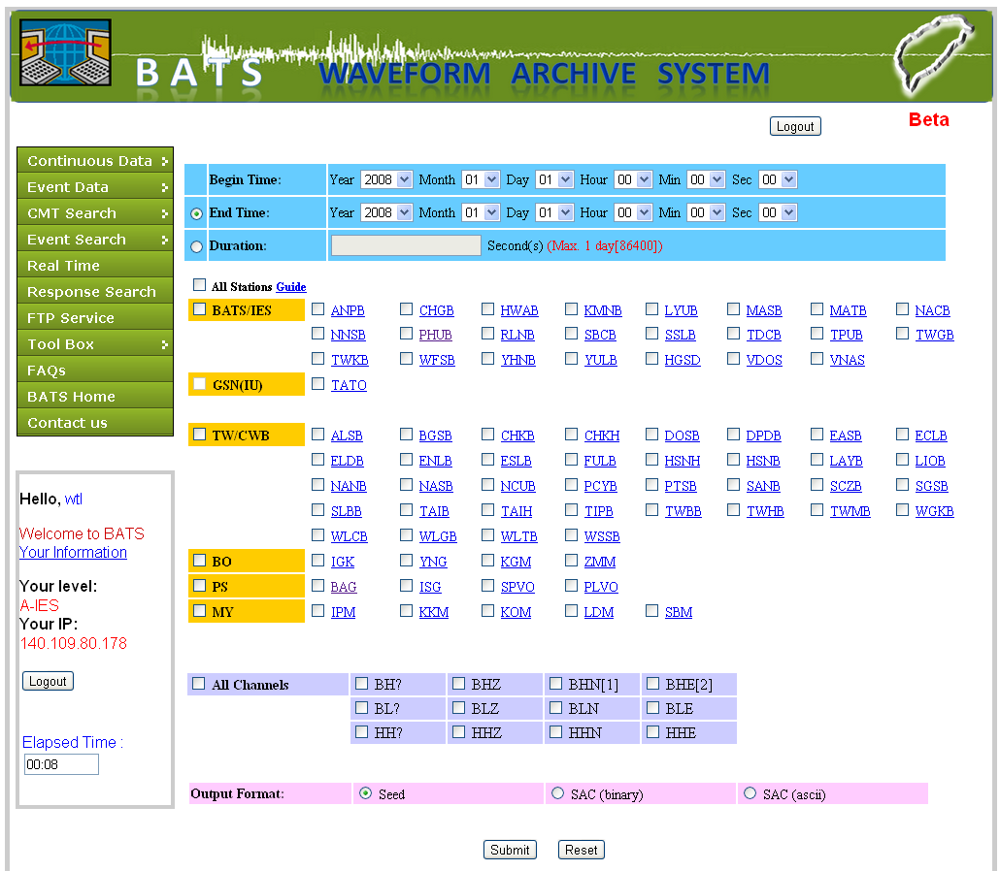 BATS WAVEFORM ARCHIVE SYSTEM
Logout Beta
Continuous Data
Event Data
CMT Search
Event Search
Real Time
Response Search
FTP Service
Tool Box
FAQs
BATS Home
Contact us
Hello, wtl
Welcome to BATS
Your Information
Your level:
A-IES
Your IP:
140.109.80.178
Logout
Elapsed Time :
00:08
Begin Time: Year 2008 Month 01 Day 01 Hour 00 Min 00 Sec 00
End Time: Year 2008 Month 01 Day 01 Hour 00 Min 00 Sec 00
Duration: Second(s) (Max. 1 day[86400])
All Stations Guide
BATS/IES ANPB CHGB HWAB KMNB LYUB MASB MATB NACB
NNSB PHUB RLNB SBCB SSLB TDCB TPUB TWGB
TWKB WFSB YHNB YULB HGSD VDOS VNAS
GSN(IU) TATO
TW/CWB ALSB BGSB CHKB CHKH DOSB DPDB EASB ECLB
ELDB ENLB ESLB FULB HSNH HSNB LAYB LIOB
NANB NASB NCUB PCYB PTSB SANB SCZB SGSB
SLBB TAIB TAIH TIPB TWBB TWHB TWMB WGKB
WLCB WLGB WLTB WSSB
BO IGK YNG KGM ZMM
PS BAG ISG SPVO PLVO
MY IPM KKM KOM LDM SBM
All Channels BH? BHZ BHN[1] BHE[2]
BL? BLZ BLN BLE
HH? HHZ HHN HHE
Output Format: Seed SAC (binary) SAC (ascii)
Submit Reset